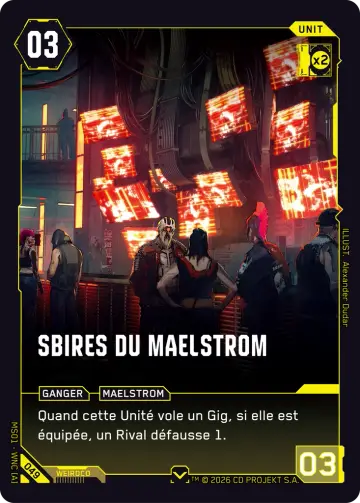 03
UNIT
x2
ILLUST. Alexander Dudar
SBIRES DU MAELSTROM
GANGER
MAELSTROM
Quand cette Unité vole un Gig, si elle est
équipée, un Rival défausse 1.
MS01 · WNC [A]
049
WEIRDCO
™ © 2026 CD PROJEKT S.A.
03